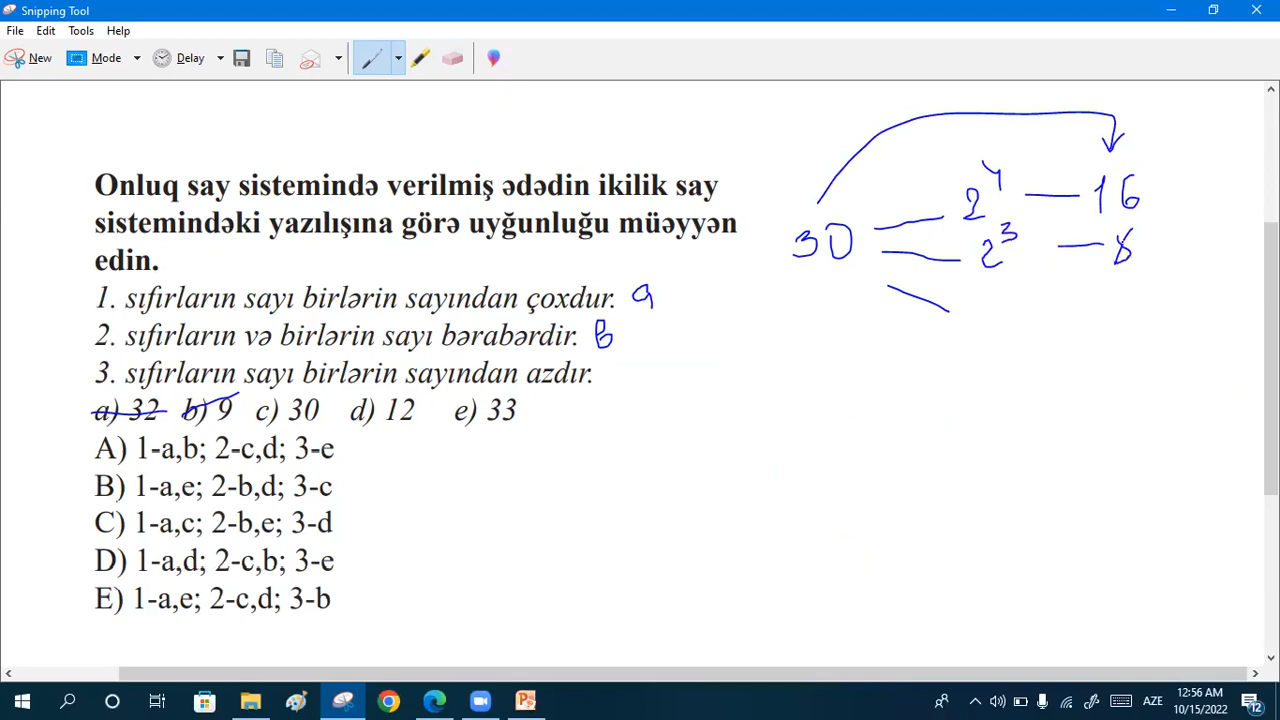 Snipping Tool
File Edit Tools Help
New Mode Delay
Onluq say sistemində verilmiş ədədin ikilik say
sistemindəki yazılışına görə uyğunluğu müəyyən
edin.
1. sıfırların sayı birlərin sayından çoxdur. a
2. sıfırların və birlərin sayı bərabərdir. B
3. sıfırların sayı birlərin sayından azdır.
a) 32 b) 9 c) 30 d) 12 e) 33
A) 1-a,b; 2-c,d; 3-e
B) 1-a,e; 2-b,d; 3-c
C) 1-a,c; 2-b,e; 3-d
D) 1-a,d; 2-c,b; 3-e
E) 1-a,e; 2-c,d; 3-b
2⁴ — 16
30 2³ — 8
AZE
12:56 AM
10/15/2022
12